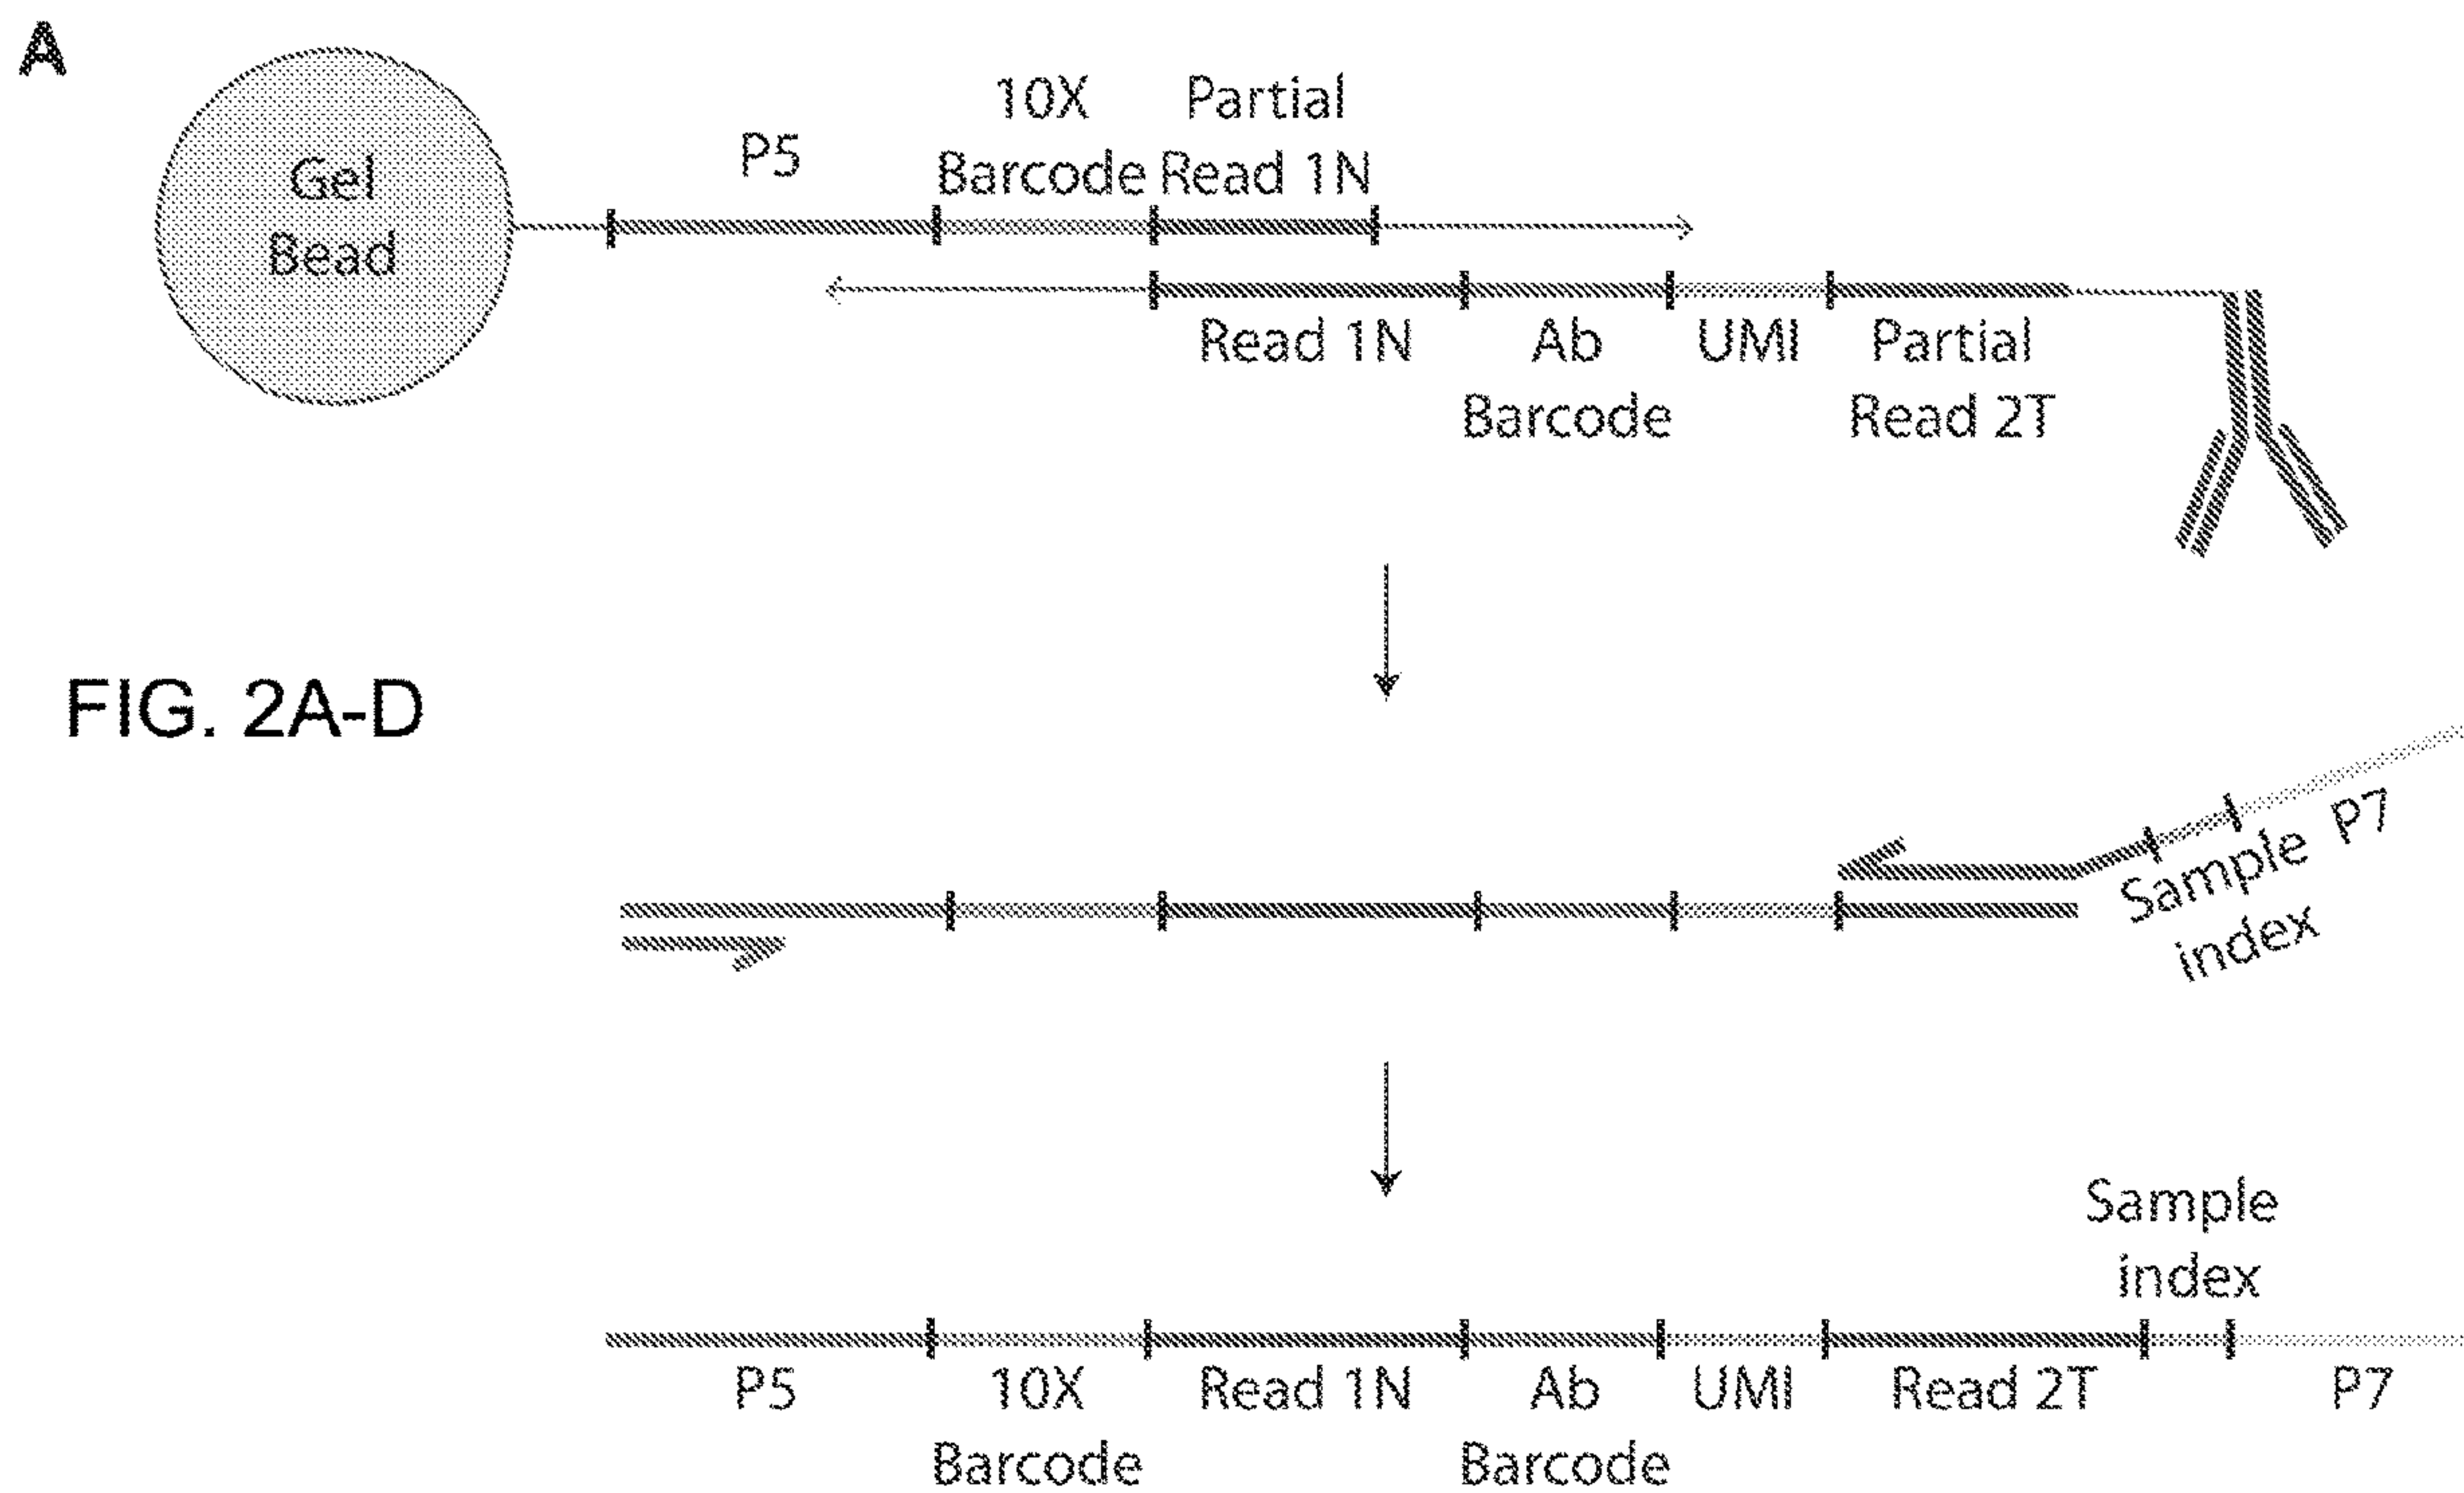 A
Gel
Bead
P5
10X
Barcode
Partial
Read 1N
Read 1N
Ab
Barcode
UMI
Partial
Read 2T
FIG. 2A-D
Sample
index
P7
Sample
index
P5
10X
Barcode
Read 1N
Ab
Barcode
UMI
Read 2T
P7